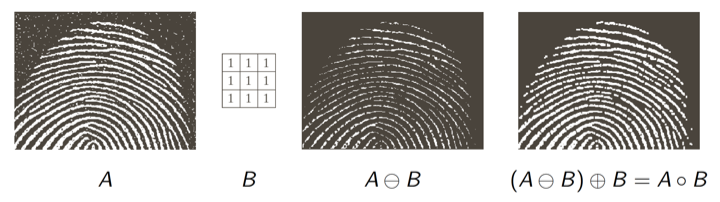 1 1 1
1 1 1
1 1 1
A
B
A ⊖ B
(A ⊖ B) ⊕ B = A ∘ B